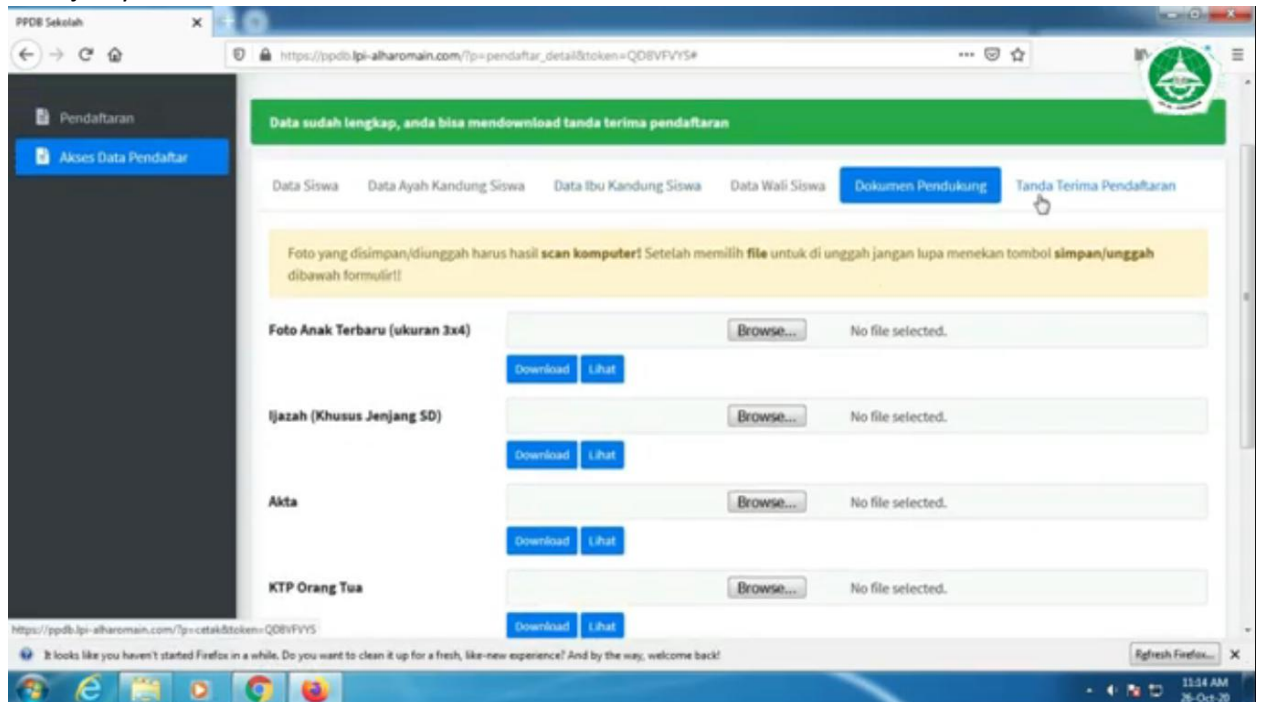 PPDB Sekolah
https://ppdb.lpi-alharomain.com/?p=pendaftar_detail&token=QD8VFVYS#
Pendaftaran
Akses Data Pendaftar
Data sudah lengkap, anda bisa mendownload tanda terima pendaftaran
Data Siswa Data Ayah Kandung Siswa Data Ibu Kandung Siswa Data Wali Siswa Dokumen Pendukung Tanda Terima Pendaftaran
Foto yang disimpan/diunggah harus hasil scan komputer! Setelah memilih file untuk di unggah jangan lupa menekan tombol simpan/unggah
dibawah formulir!!
Foto Anak Terbaru (ukuran 3x4) Browse... No file selected.
Download Lihat
Ijazah (Khusus Jenjang SD) Browse... No file selected.
Download Lihat
Akta Browse... No file selected.
Download Lihat
KTP Orang Tua Browse... No file selected.
Download Lihat
https://ppdb.lpi-alharomain.com/?p=cetak&token=QD8VFVYS
It looks like you haven't started Firefox in a while. Do you want to clean it up for a fresh, like-new experience? And by the way, welcome back! Refresh Firefox...
11:14 AM
26-Oct-20